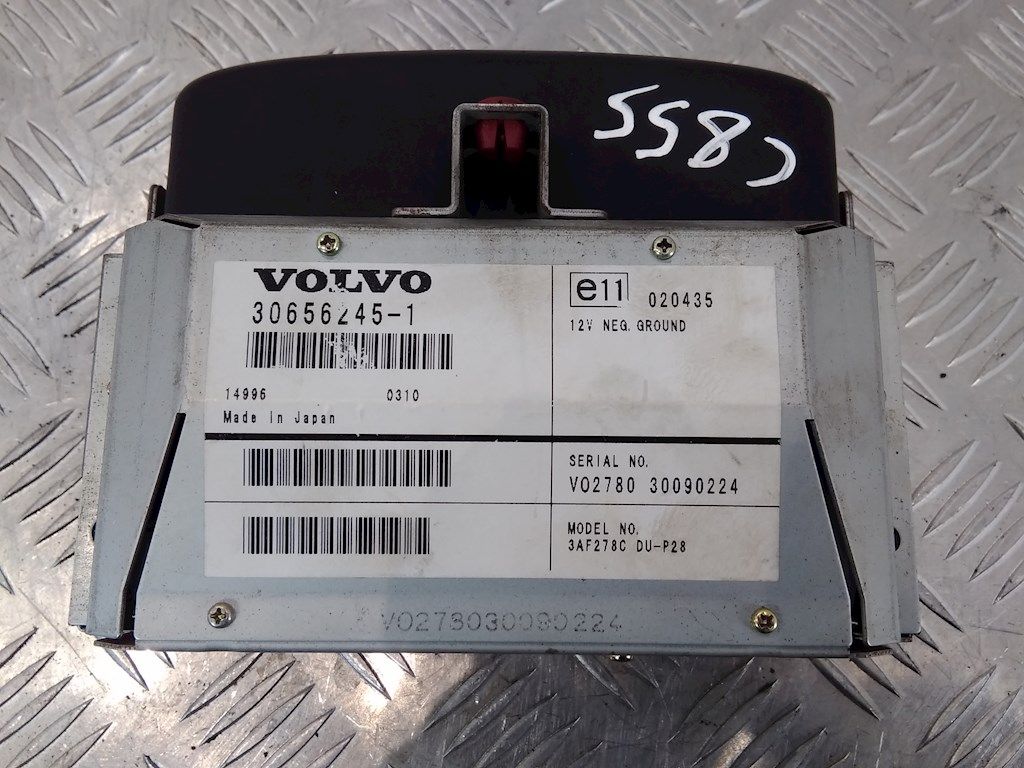 5587
VOLVO
30656245-1
14996 0310
Made in Japan
e11 020435
12V NEG. GROUND
SERIAL NO.
VO2780 30090224
MODEL NO.
3AF278C DU-P28
VO278030090224